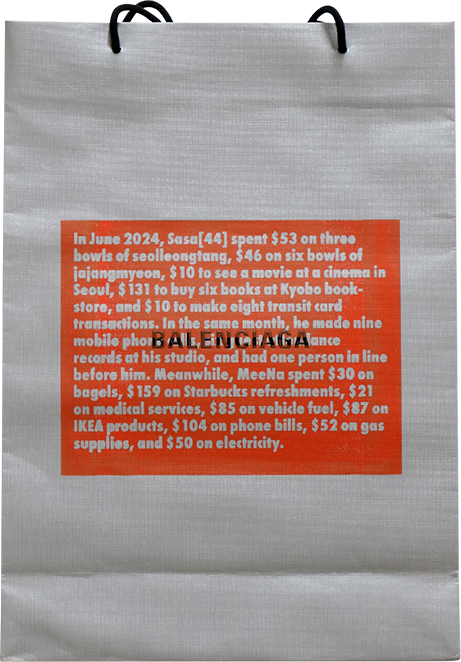 In June 2024, Sasa[44] spent $53 on three
bowls of seolleongtang, $46 on six bowls of
jajangmyeon, $10 to see a movie at a cinema in
Seoul, $131 to buy six books at Kyobo book-
store, and $10 to make eight transit card
transactions. In the same month, he made nine
mobile
BALENCIAGA
records at his studio, and had one person in line
before him. Meanwhile, MeeNa spent $30 on
bagels, $159 on Starbucks refreshments, $21
on medical services, $85 on vehicle fuel, $87 on
IKEA products, $104 on phone bills, $52 on gas
supplies, and $50 on electricity.